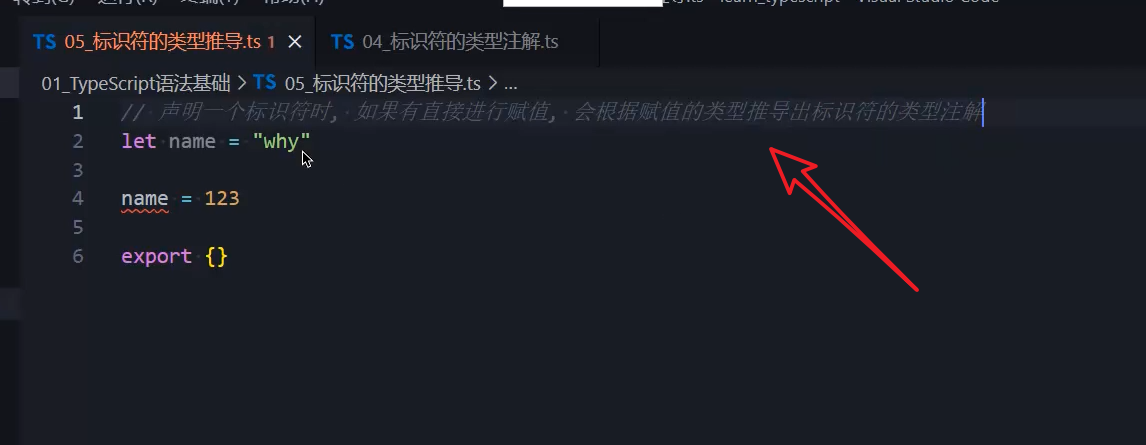 Visual Studio Code
TS 05_标识符的类型推导.ts 1 × TS 04_标识符的类型注解.ts
01_TypeScript语法基础 > TS 05_标识符的类型推导.ts > ...
1 // 声明一个标识符时, 如果有直接进行赋值, 会根据赋值的类型推导出标识符的类型注解
2 let name = "why"
3
4 name = 123
5
6 export {}